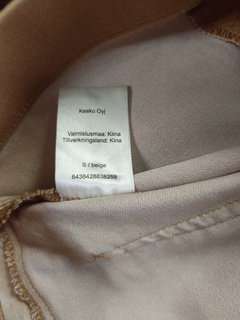 Kesko Oyj
Valmistusmaa: Kiina
Tillverkningsland: Kina
S / beige
6438428838259